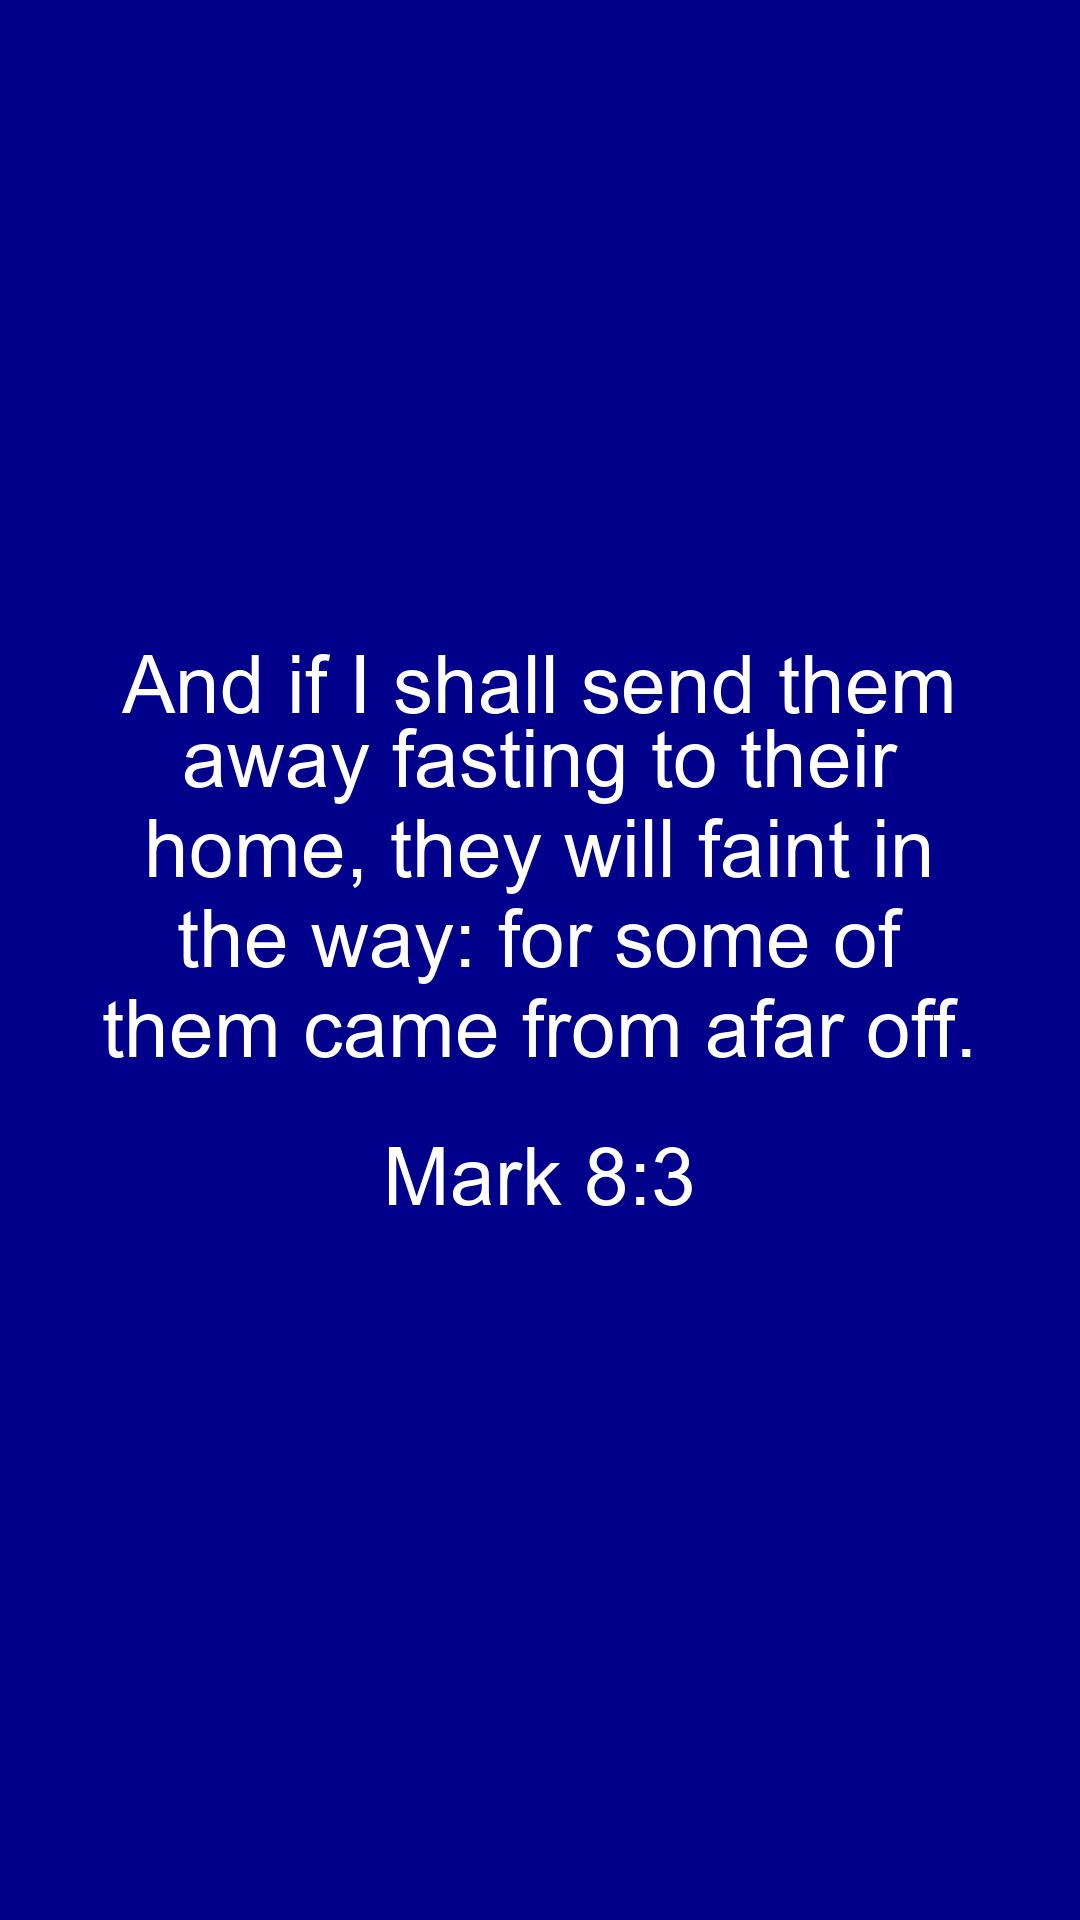 And if I shall send them
away fasting to their
home, they will faint in
the way: for some of
them came from afar off.
Mark 8:3